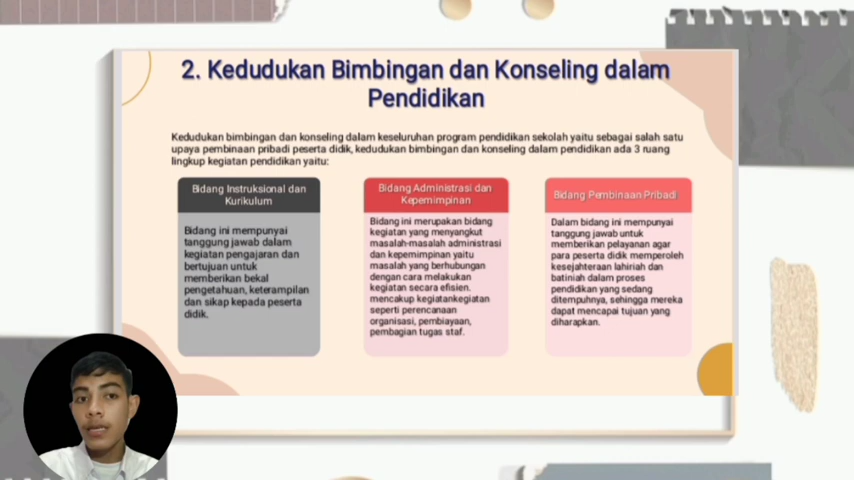 2. Kedudukan Bimbingan dan Konseling dalam
Pendidikan
Kedudukan bimbingan dan konseling dalam keseluruhan program pendidikan sekolah yaitu sebagai salah satu
upaya pembinaan pribadi peserta didik, kedudukan bimbingan dan konseling dalam pendidikan ada 3 ruang
lingkup kegiatan pendidikan yaitu:
Bidang Instruksional dan
Kurikulum
Bidang ini mempunyai
tanggung jawab dalam
kegiatan pengajaran dan
bertujuan untuk
memberikan bekal
pengetahuan, keterampilan
dan sikap kepada peserta
didik.
Bidang Administrasi dan
Kepemimpinan
Bidang ini merupakan bidang
kegiatan yang menyangkut
masalah-masalah administrasi
dan kepemimpinan yaitu
masalah yang berhubungan
dengan cara melakukan
kegiatan secara efisien.
mencakup kegiatankegiatan
seperti perencanaan
organisasi, pembiayaan,
pembagian tugas staf.
Bidang Pembinaan Pribadi
Dalam bidang ini mempunyai
tanggung jawab untuk
memberikan pelayanan agar
para peserta didik memperoleh
kesejahteraan lahiriah dan
batiniah dalam proses
pendidikan yang sedang
ditempuhnya, sehingga mereka
dapat mencapai tujuan yang
diharapkan.